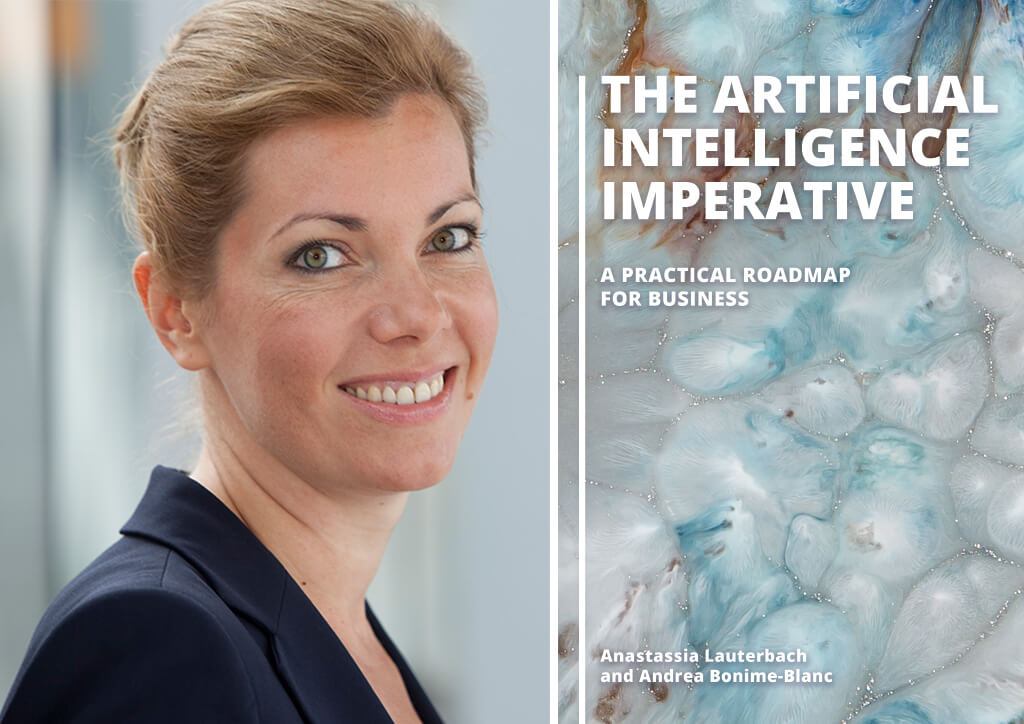 THE ARTIFICIAL
INTELLIGENCE
IMPERATIVE
A PRACTICAL ROADMAP
FOR BUSINESS
Anastassia Lauterbach
and Andrea Bonime-Blanc